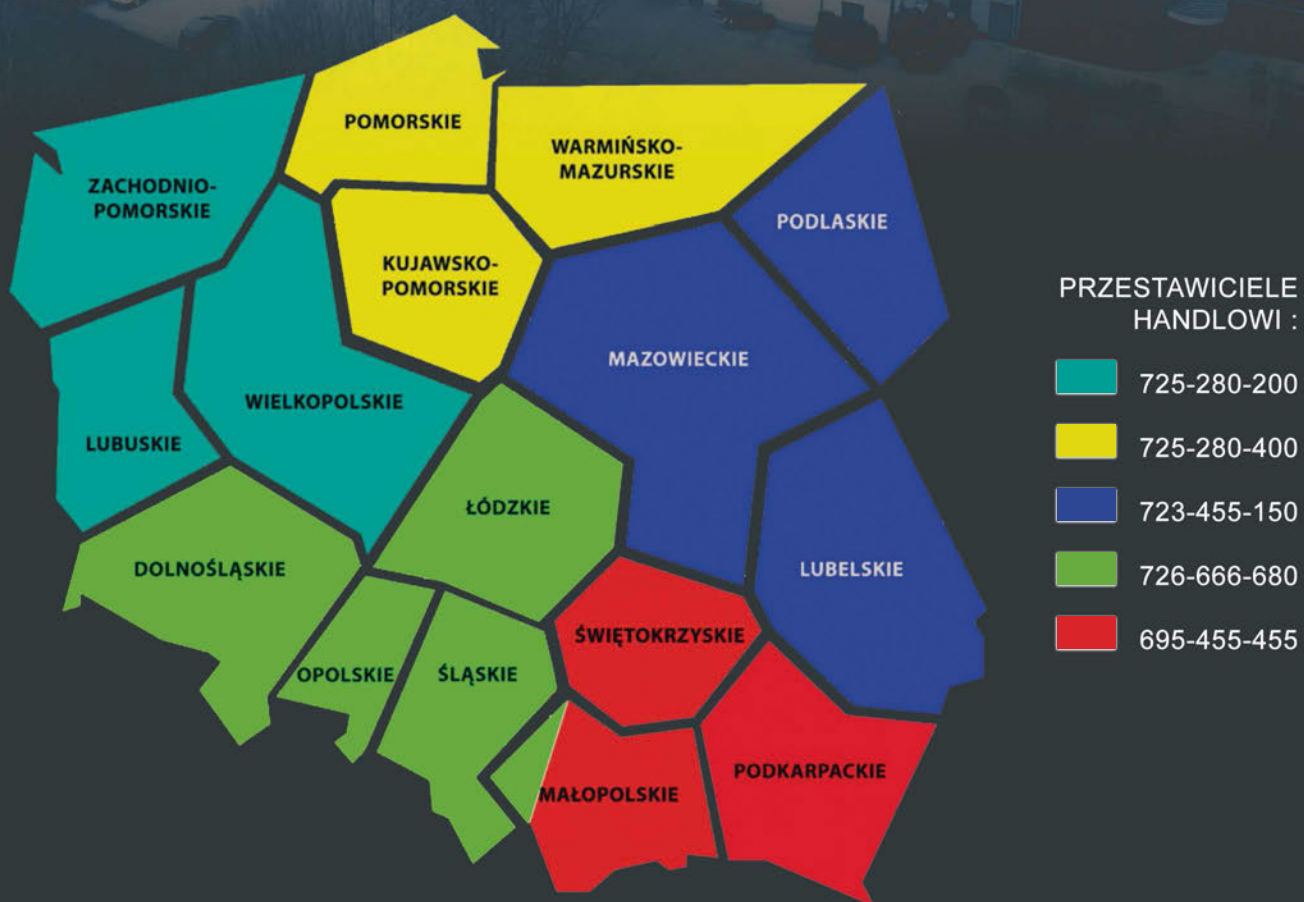 POMORSKIE
WARMIŃSKO-
MAZURSKIE
ZACHODNIO-
POMORSKIE
PODLASKIE
KUJAWSKO-
POMORSKIE
MAZOWIECKIE
WIELKOPOLSKIE
LUBUSKIE
ŁÓDZKIE
DOLNOŚLĄSKIE
LUBELSKIE
ŚWIĘTOKRZYSKIE
OPOLSKIE
ŚLĄSKIE
PODKARPACKIE
MAŁOPOLSKIE
PRZESTAWICIELE
HANDLOWI :
725-280-200
725-280-400
723-455-150
726-666-680
695-455-455